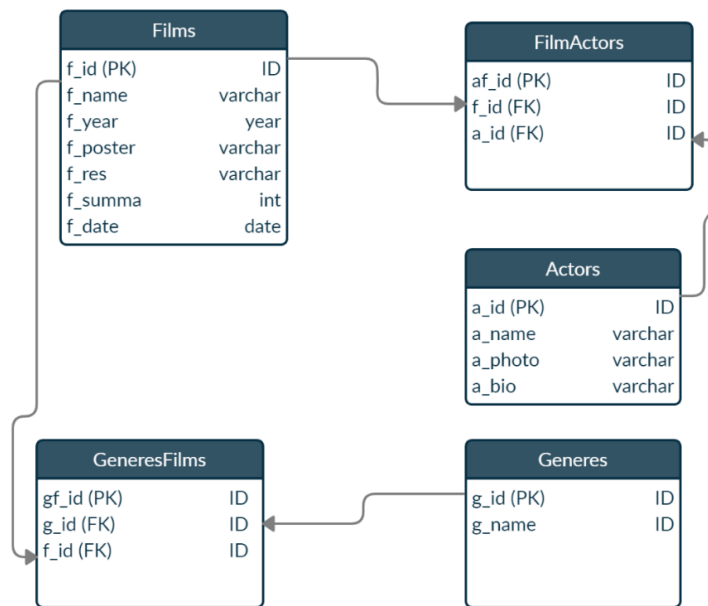 Films
f_id (PK) ID
f_name varchar
f_year year
f_poster varchar
f_res varchar
f_summa int
f_date date
FilmActors
af_id (PK) ID
f_id (FK) ID
a_id (FK) ID
Actors
a_id (PK) ID
a_name varchar
a_photo varchar
a_bio varchar
GeneresFilms
gf_id (PK) ID
g_id (FK) ID
f_id (FK) ID
Generes
g_id (PK) ID
g_name ID